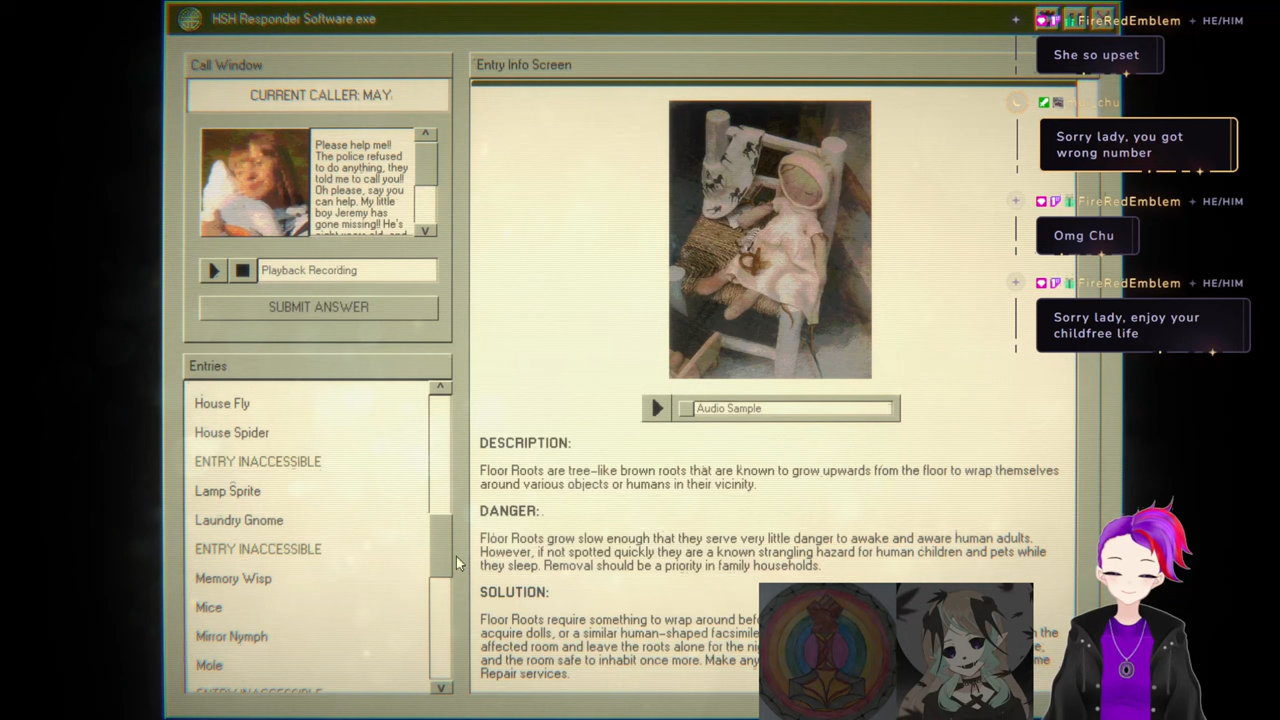 HSH Responder Software exe
Call Window
CURRENT CALLER: MAY
Please help me!!
The police refused
to do anything, they
told me to call you!!
Oh please, say you
can help. My little
boy Jeremy has
gone missing!! He's
eight years old, and
Playback Recording
SUBMIT ANSWER
Entries
House Fly
House Spider
ENTRY INACCESSIBLE
Lamp Sprite
Laundry Gnome
ENTRY INACCESSIBLE
Memory Wisp
Mice
Mirror Nymph
Mole
ENTRY INACCESSIBLE
Entry Info Screen
Audio Sample
DESCRIPTION:
Floor Roots are tree-like brown roots that are known to grow upwards from the floor to wrap themselves
around various objects or humans in their vicinity.
DANGER:
Floor Roots grow slow enough that they serve very little danger to awake and aware human adults.
However, if not spotted quickly they are a known strangling hazard for human children and pets while
they sleep. Removal should be a priority in family households.
SOLUTION:
Floor Roots require something to wrap around
acquire dolls, or a similar human-shaped facsimile
affected room and leave the roots alone for the
and the room safe to inhabit once more. Make any
Repair services.
FireRedEmblem + HE/HIM
She so upset
Sorry lady, you got
wrong number
FireRedEmblem + HE/HIM
Omg Chu
FireRedEmblem + HE/HIM
Sorry lady, enjoy your
childfree life